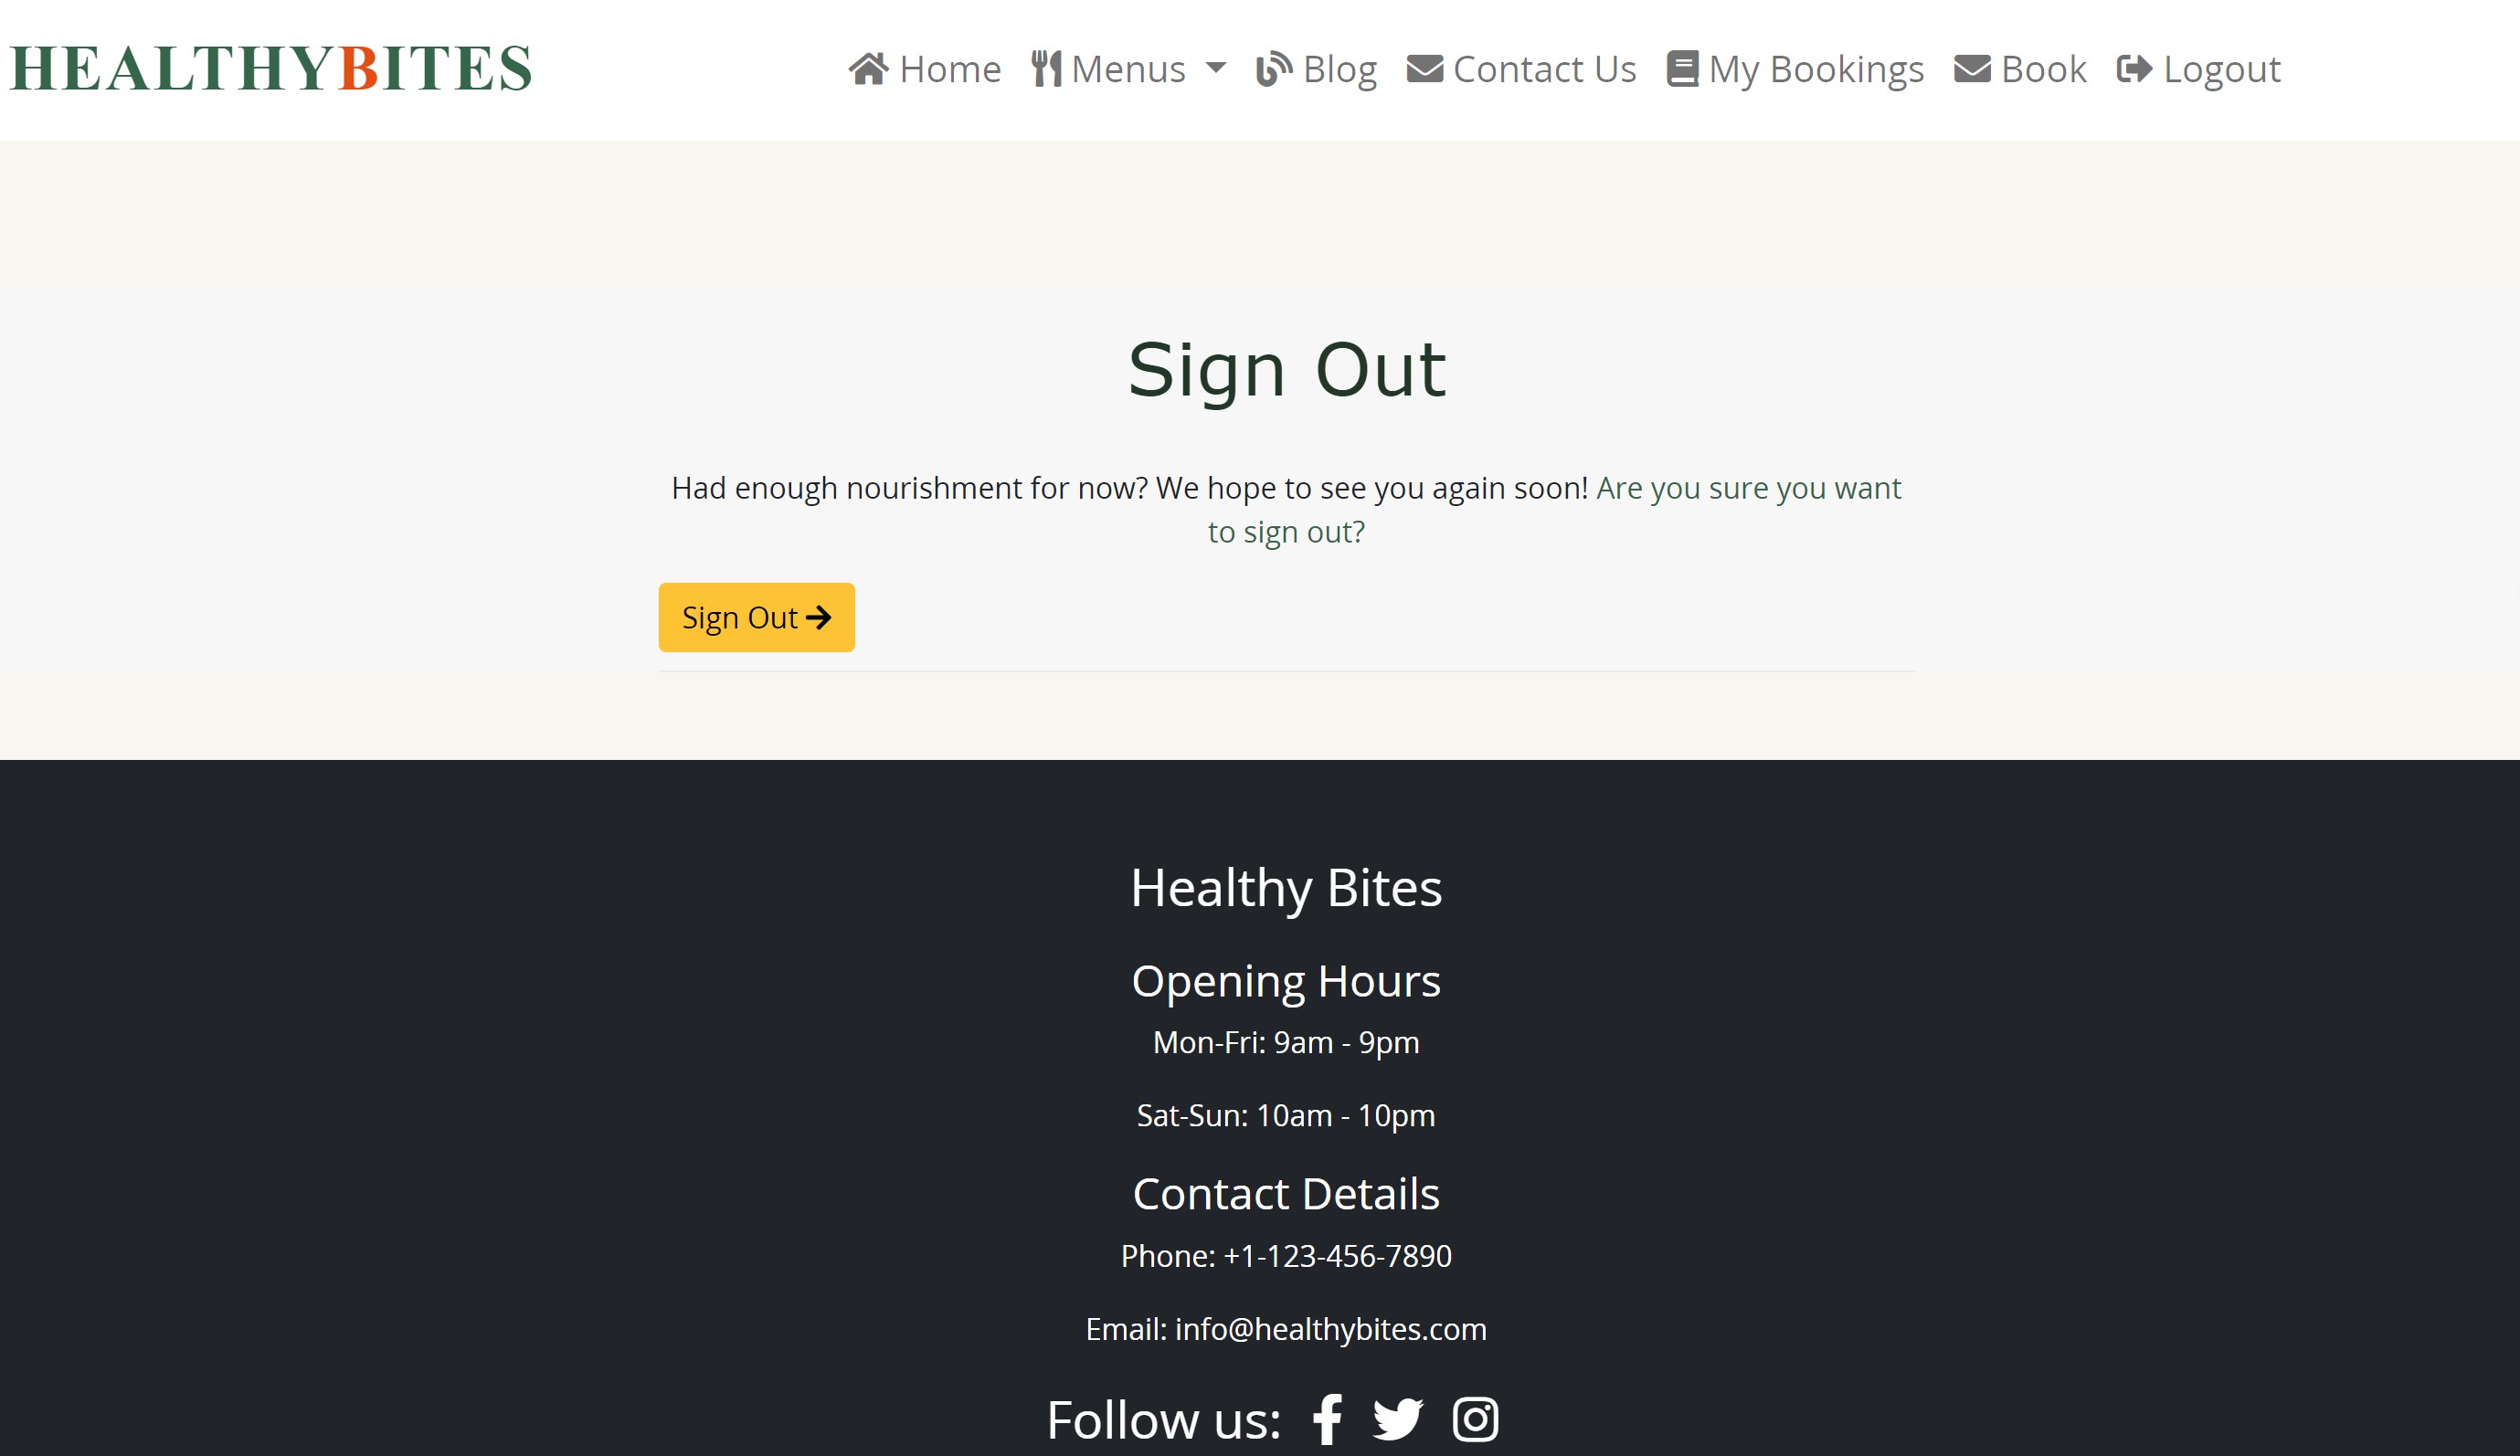 HEALTHYBITES
Home Menus Blog Contact Us My Bookings Book Logout
Sign Out
Had enough nourishment for now? We hope to see you again soon! Are you sure you want
to sign out?
Sign Out
Healthy Bites
Opening Hours
Mon-Fri: 9am - 9pm
Sat-Sun: 10am - 10pm
Contact Details
Phone: +1-123-456-7890
Email: info@healthybites.com
Follow us: